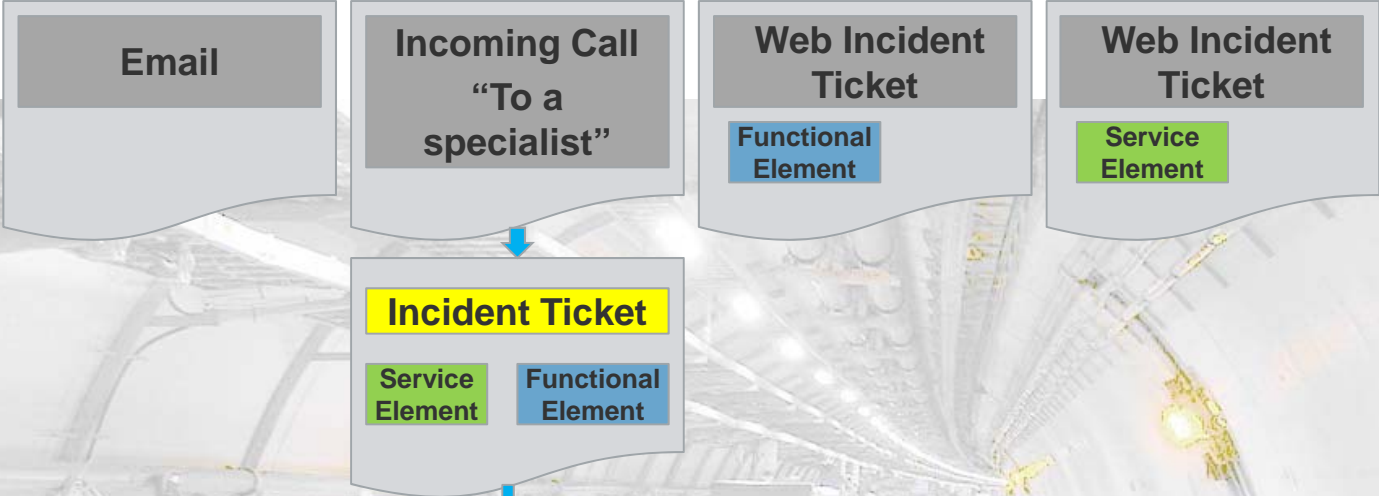 Email
Incoming Call
“To a
specialist”
Web Incident
Ticket
Functional
Element
Web Incident
Ticket
Service
Element
Incident Ticket
Service
Element
Functional
Element